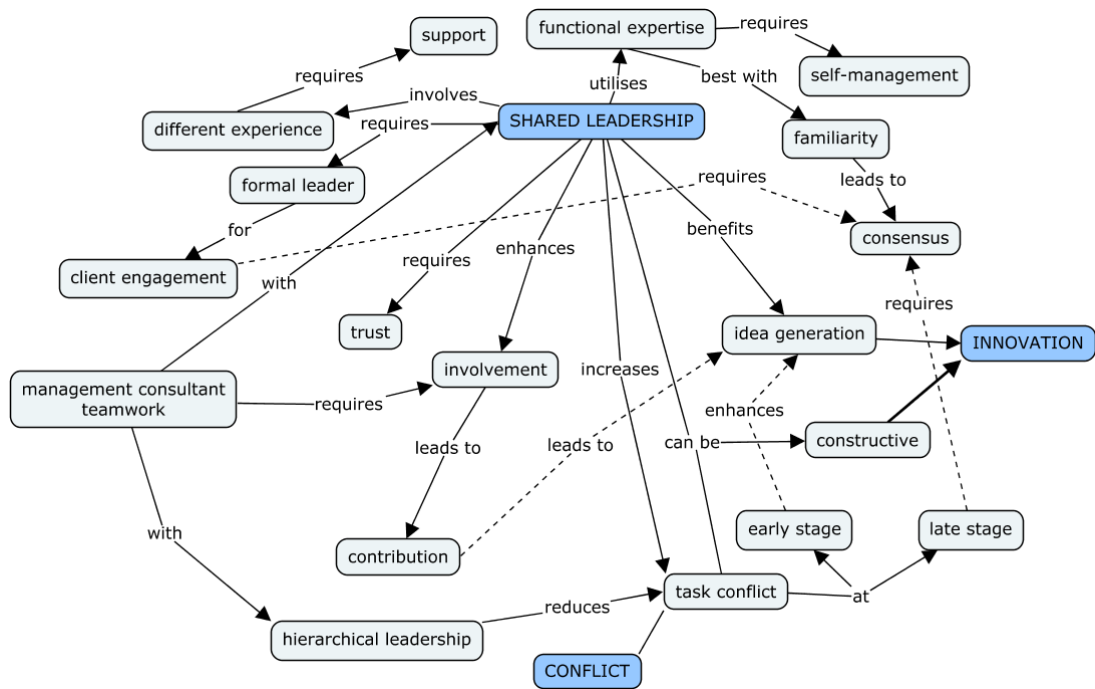 functional expertise
requires
support
self-management
requires
utilises
best with
involves
different experience
requires
SHARED LEADERSHIP
familiarity
formal leader
requires
leads to
for
benefits
consensus
client engagement
enhances
requires
with
requires
trust
idea generation
INNOVATION
involvement
increases
management consultant
teamwork
requires
enhances
leads to
leads to
can be
constructive
with
contribution
early stage
late stage
task conflict
at
reduces
hierarchical leadership
CONFLICT